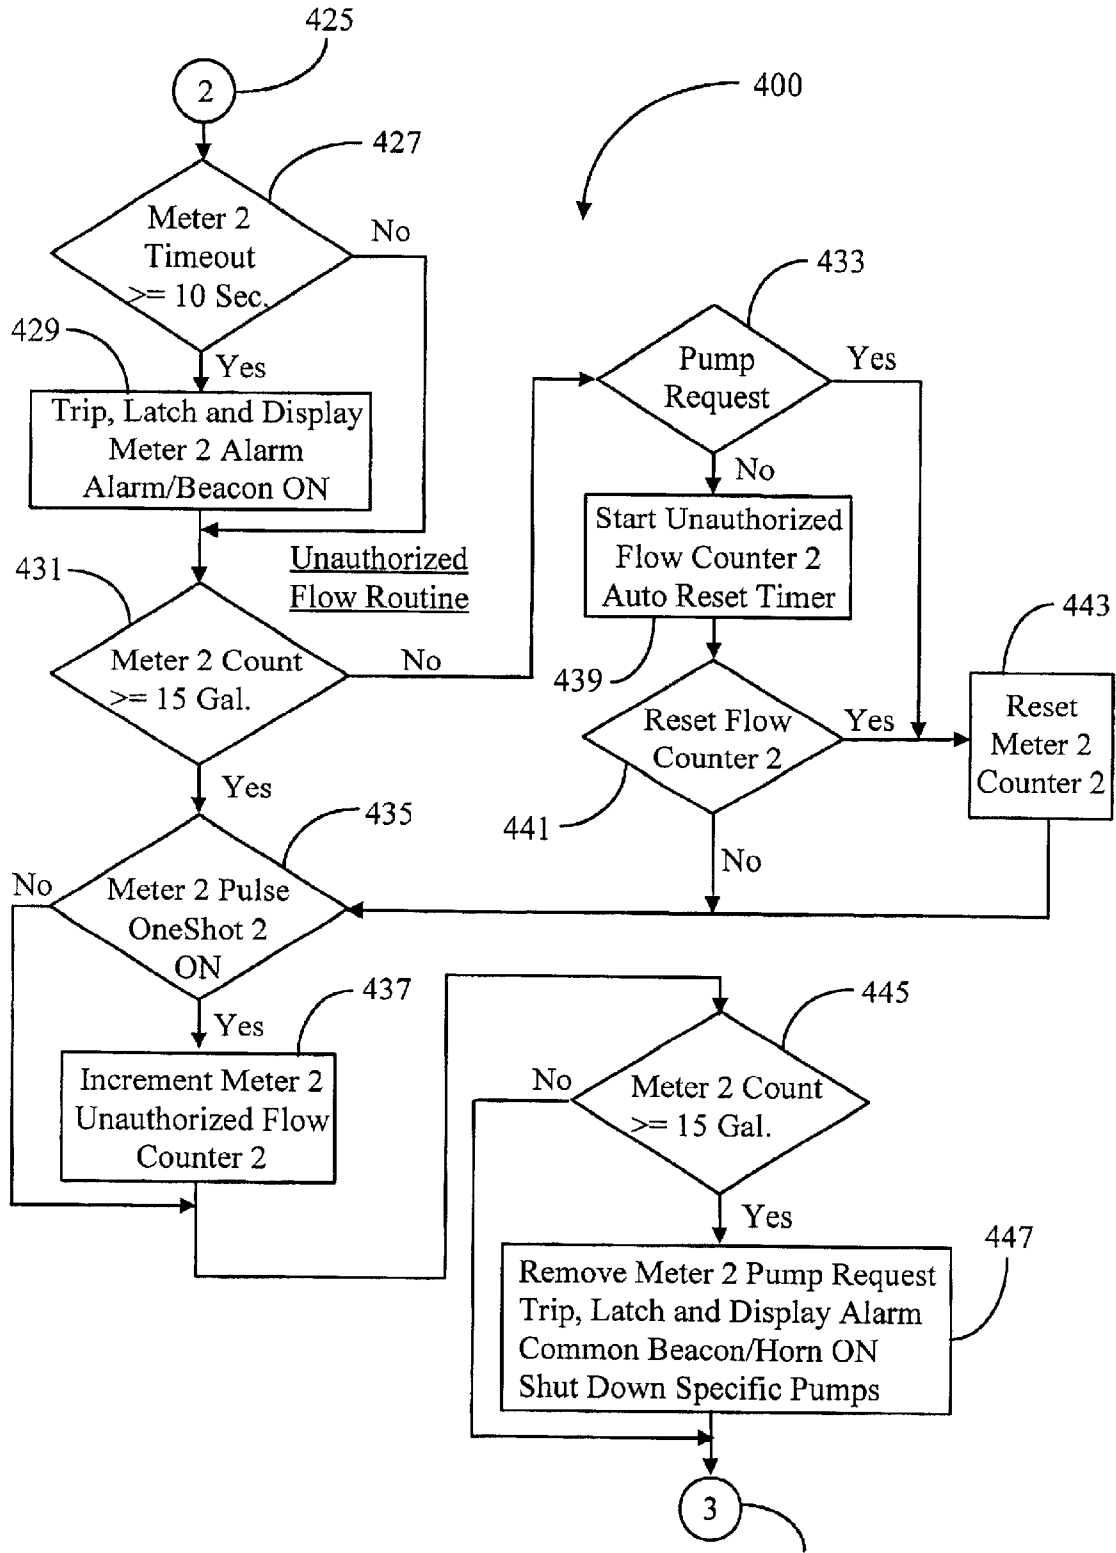 425
2
400
427
Meter 2
Timeout
>= 10 Sec.
No
429
Yes
Trip, Latch and Display
Meter 2 Alarm
Alarm/Beacon ON
Unauthorized
Flow Routine
431
Meter 2 Count
>= 15 Gal.
No
Yes
433
Pump
Request
Yes
No
Start Unauthorized
Flow Counter 2
Auto Reset Timer
439
Reset Flow
Counter 2
Yes
441
No
443
Reset
Meter 2
Counter 2
435
No
Meter 2 Pulse
OneShot 2
ON
Yes
437
Increment Meter 2
Unauthorized Flow
Counter 2
445
No
Meter 2 Count
>= 15 Gal.
Yes
447
Remove Meter 2 Pump Request
Trip, Latch and Display Alarm
Common Beacon/Horn ON
Shut Down Specific Pumps
3